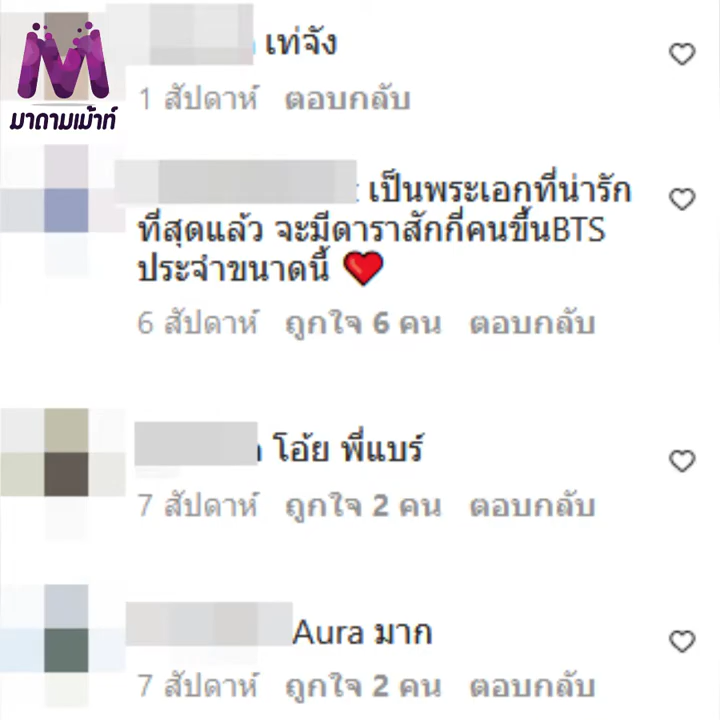 มาดามเม้าท์
เท่จัง
1 สัปดาห์ ตอบกลับ
เป็นพระเอกที่น่ารัก
ที่สุดแล้ว จะมีดาราสักกี่คนขึ้นBTS
ประจำขนาดนี้ ❤️
6 สัปดาห์ ถูกใจ 6 คน ตอบกลับ
โอ้ย พี่แบร์
7 สัปดาห์ ถูกใจ 2 คน ตอบกลับ
Aura มาก
7 สัปดาห์ ถูกใจ 2 คน ตอบกลับ